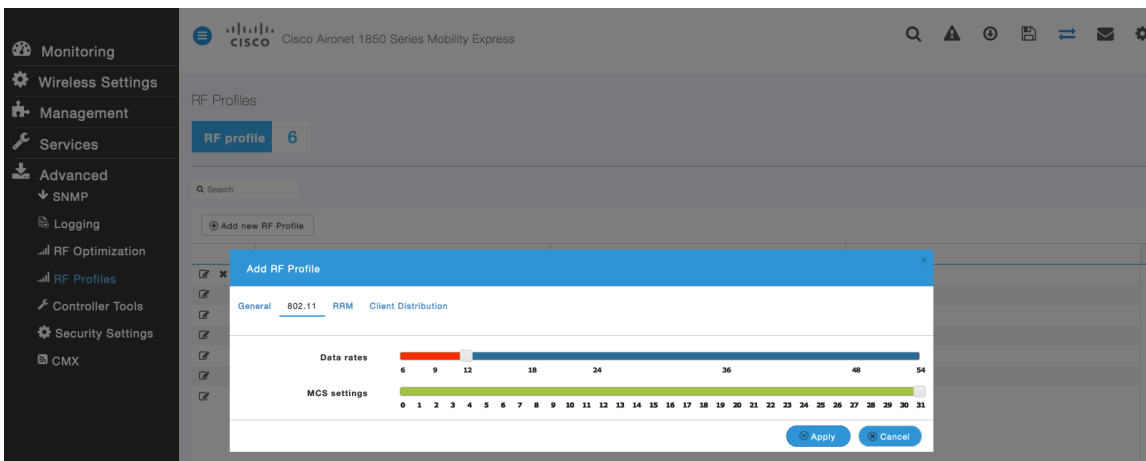 CISCO Cisco Aironet 1850 Series Mobility Express
Monitoring
Wireless Settings
Management
Services
Advanced
SNMP
Logging
RF Optimization
RF Profiles
Controller Tools
Security Settings
CMX
RF Profiles
RF profile 6
Search
Add new RF Profile
Add RF Profile
General 802.11 RRM Client Distribution
Data rates
6 9 12 18 24 36 48 54
MCS settings
0 1 2 3 4 5 6 7 8 9 10 11 12 13 14 15 16 17 18 19 20 21 22 23 24 25 26 27 28 29 30 31
Apply Cancel